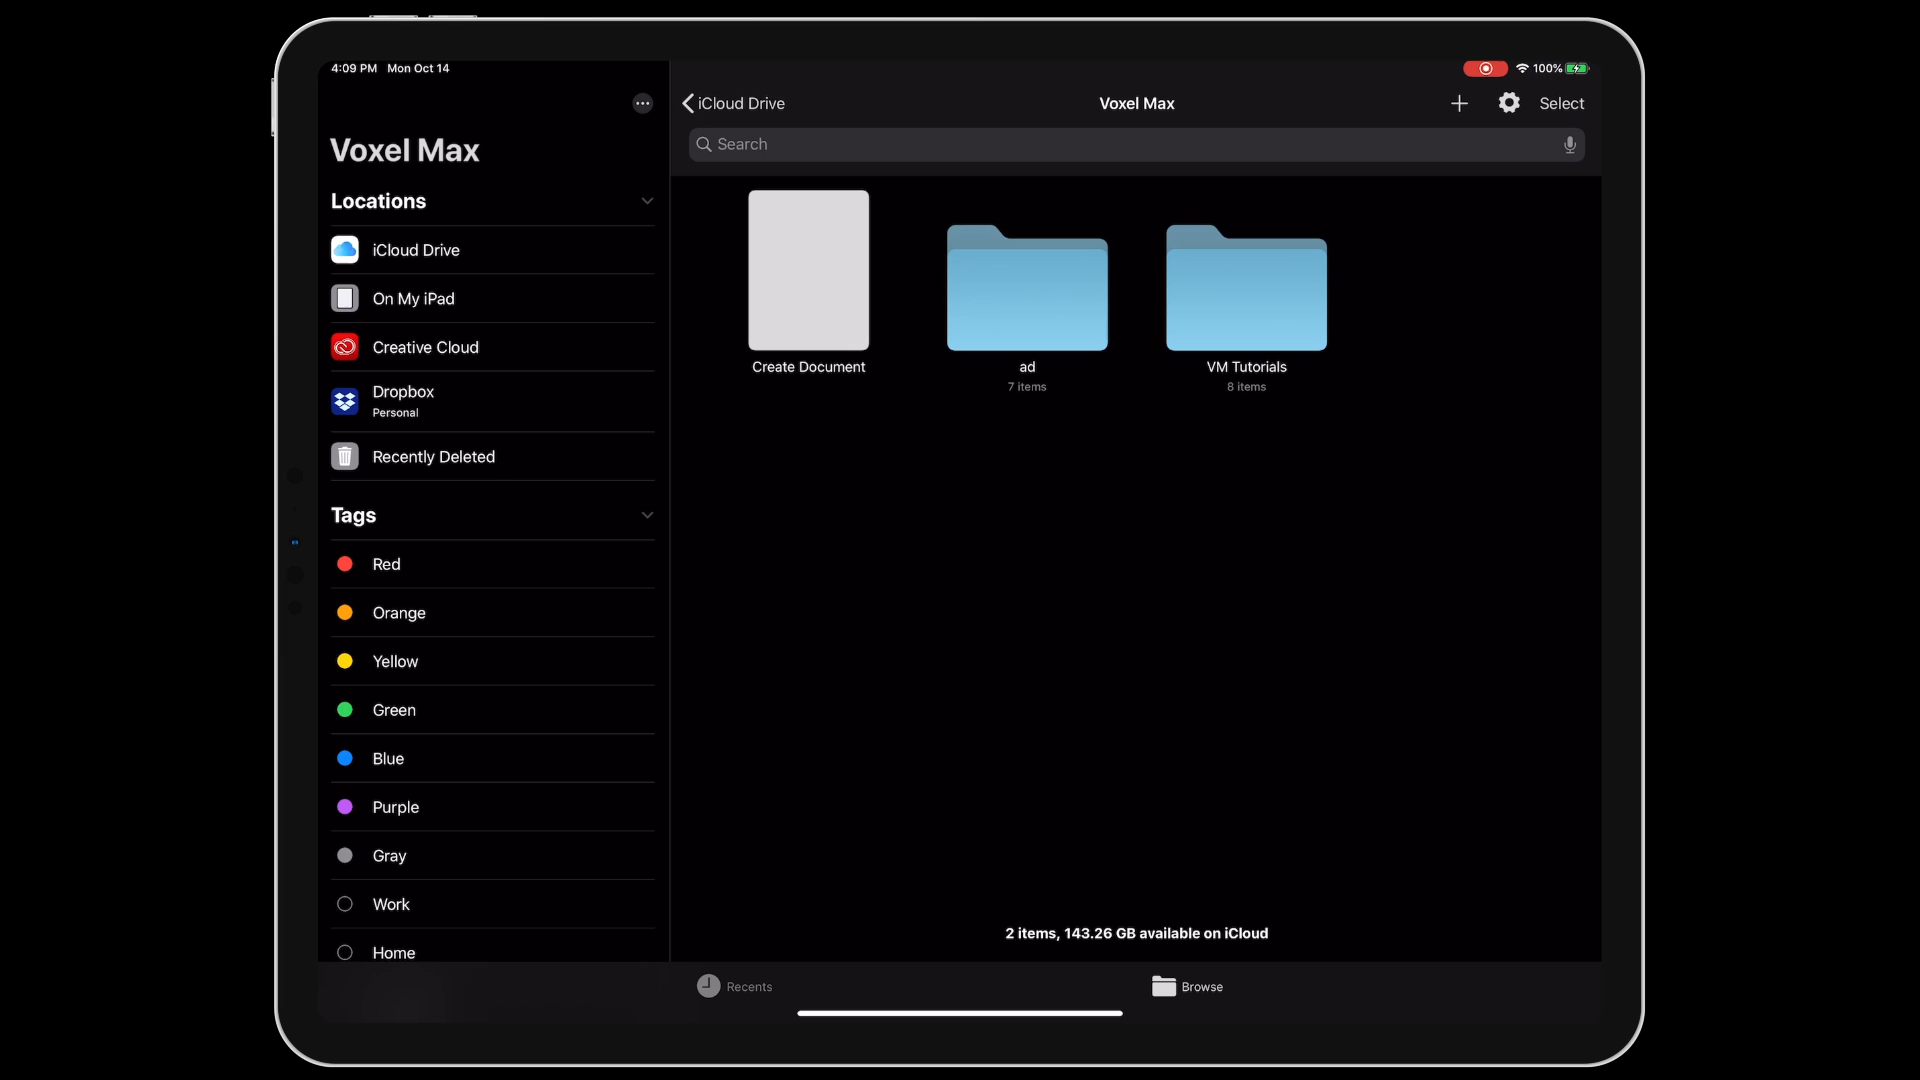 4:09 PM Mon Oct 14
100%
iCloud Drive
Voxel Max
Select
Search
Voxel Max
Locations
iCloud Drive
On My iPad
Creative Cloud
Dropbox
Personal
Recently Deleted
Tags
Red
Orange
Yellow
Green
Blue
Purple
Gray
Work
Home
Create Document
ad
7 items
VM Tutorials
8 items
2 items, 143.26 GB available on iCloud
Recents
Browse